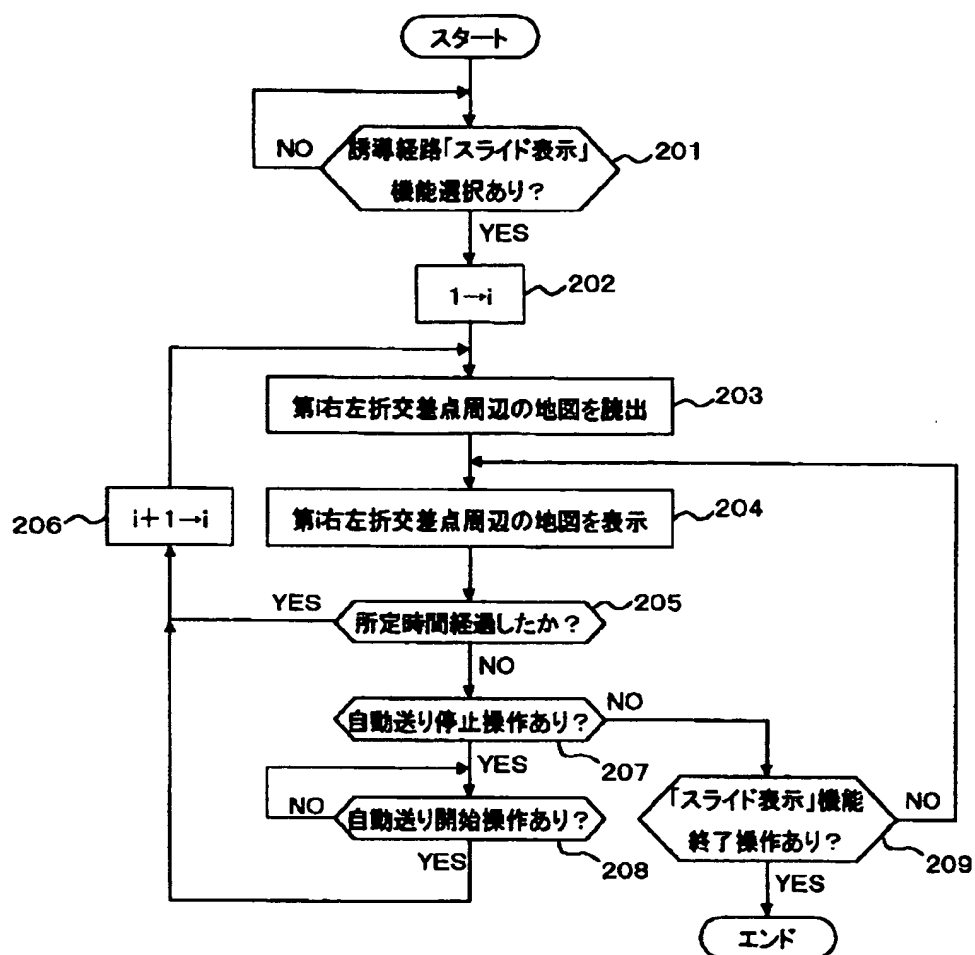 スタート
NO
誘導経路「スライド表示」
機能選択あり？
201
YES
1→i
202
第i右左折交差点周辺の地図を読出
203
206
i＋1→i
第i右左折交差点周辺の地図を表示
204
YES
所定時間経過したか？
205
NO
自動送り停止操作あり？
NO
207
YES
NO
自動送り開始操作あり？
208
YES
「スライド表示」機能
終了操作あり？
NO
209
YES
エンド